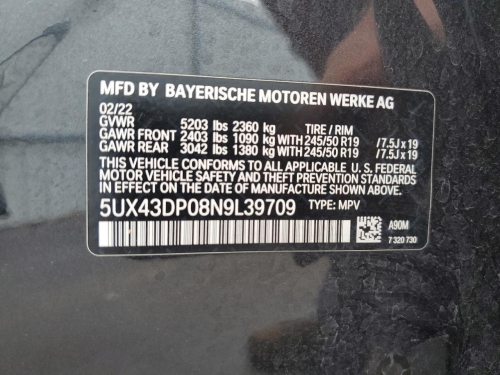 MFD BY BAYERISCHE MOTOREN WERKE AG
02/22
GVWR 5203 lbs 2360 kg TIRE / RIM
GAWR FRONT 2403 lbs 1090 kg WITH 245/50 R19 /7.5J x 19
GAWR REAR 3042 lbs 1380 kg WITH 245/50 R19 /7.5J x 19
THIS VEHICLE CONFORMS TO ALL APPLICABLE U. S. FEDERAL
MOTOR VEHICLE SAFETY, BUMPER, AND THEFT PREVENTION
STANDARDS IN EFFECT ON THE DATE OF MANUFACTURE SHOWN ABOVE.
5UX43DP08N9L39709 TYPE: MPV
A90M
7 320 730